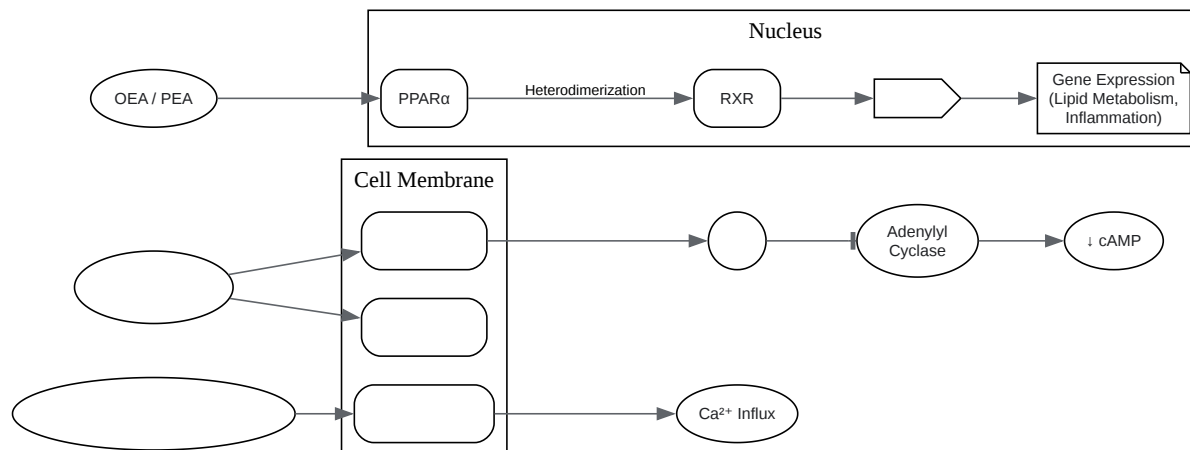 Nucleus
OEA / PEA
PPARα
Heterodimerization
RXR
Gene Expression
(Lipid Metabolism,
Inflammation)
Cell Membrane
Adenylyl
Cyclase
↓ cAMP
Ca²⁺ Influx